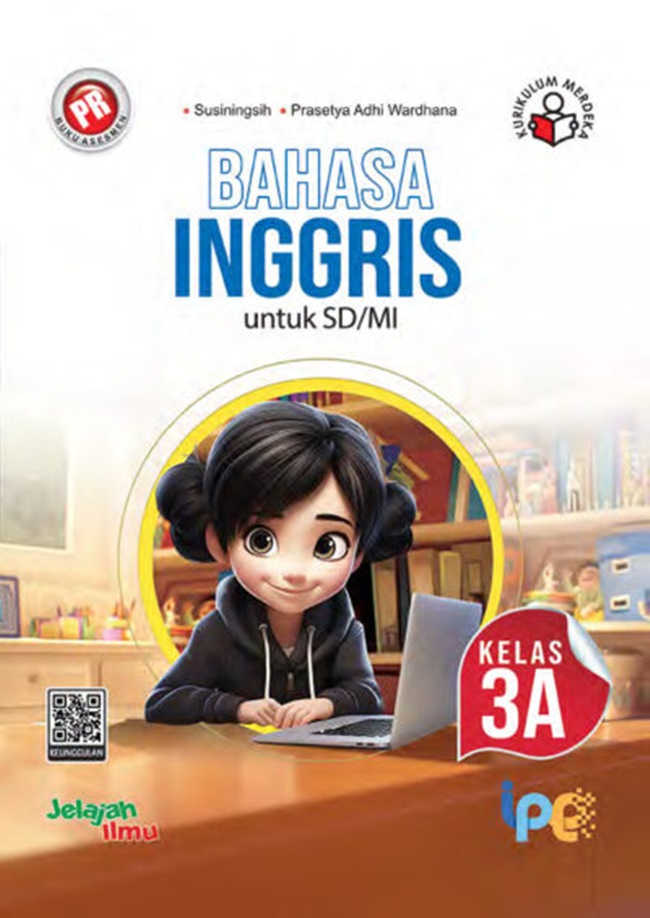 PR
BUKU ASESMEN
• Susiningsih • Prasetya Adhi Wardhana
KURIKULUM MERDEKA
BAHASA
INGGRIS
untuk SD/MI
KELAS
3A
KEUNGGULAN
Jelajah
Ilmu
ipe